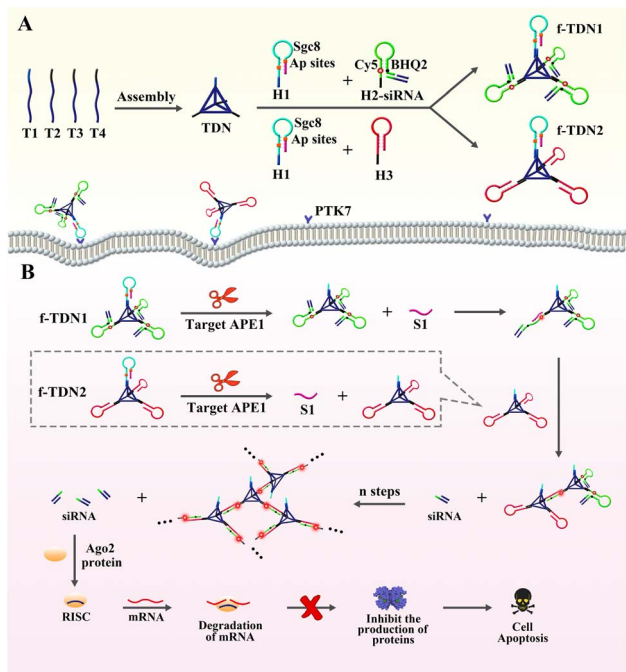 A
Sgc8
Ap sites
H1
+
Cy5
BHQ2
H2-siRNA
f-TDN1
T1 T2 T3 T4
Assembly
TDN
Sgc8
Ap sites
H1
+
H3
f-TDN2
PTK7
B
f-TDN1
Target APE1
+
S1
f-TDN2
Target APE1
S1
+
siRNA
+
n steps
siRNA
+
Ago2
protein
RISC
mRNA
Degradation
of mRNA
Inhibit the
production of
proteins
Cell
Apoptosis